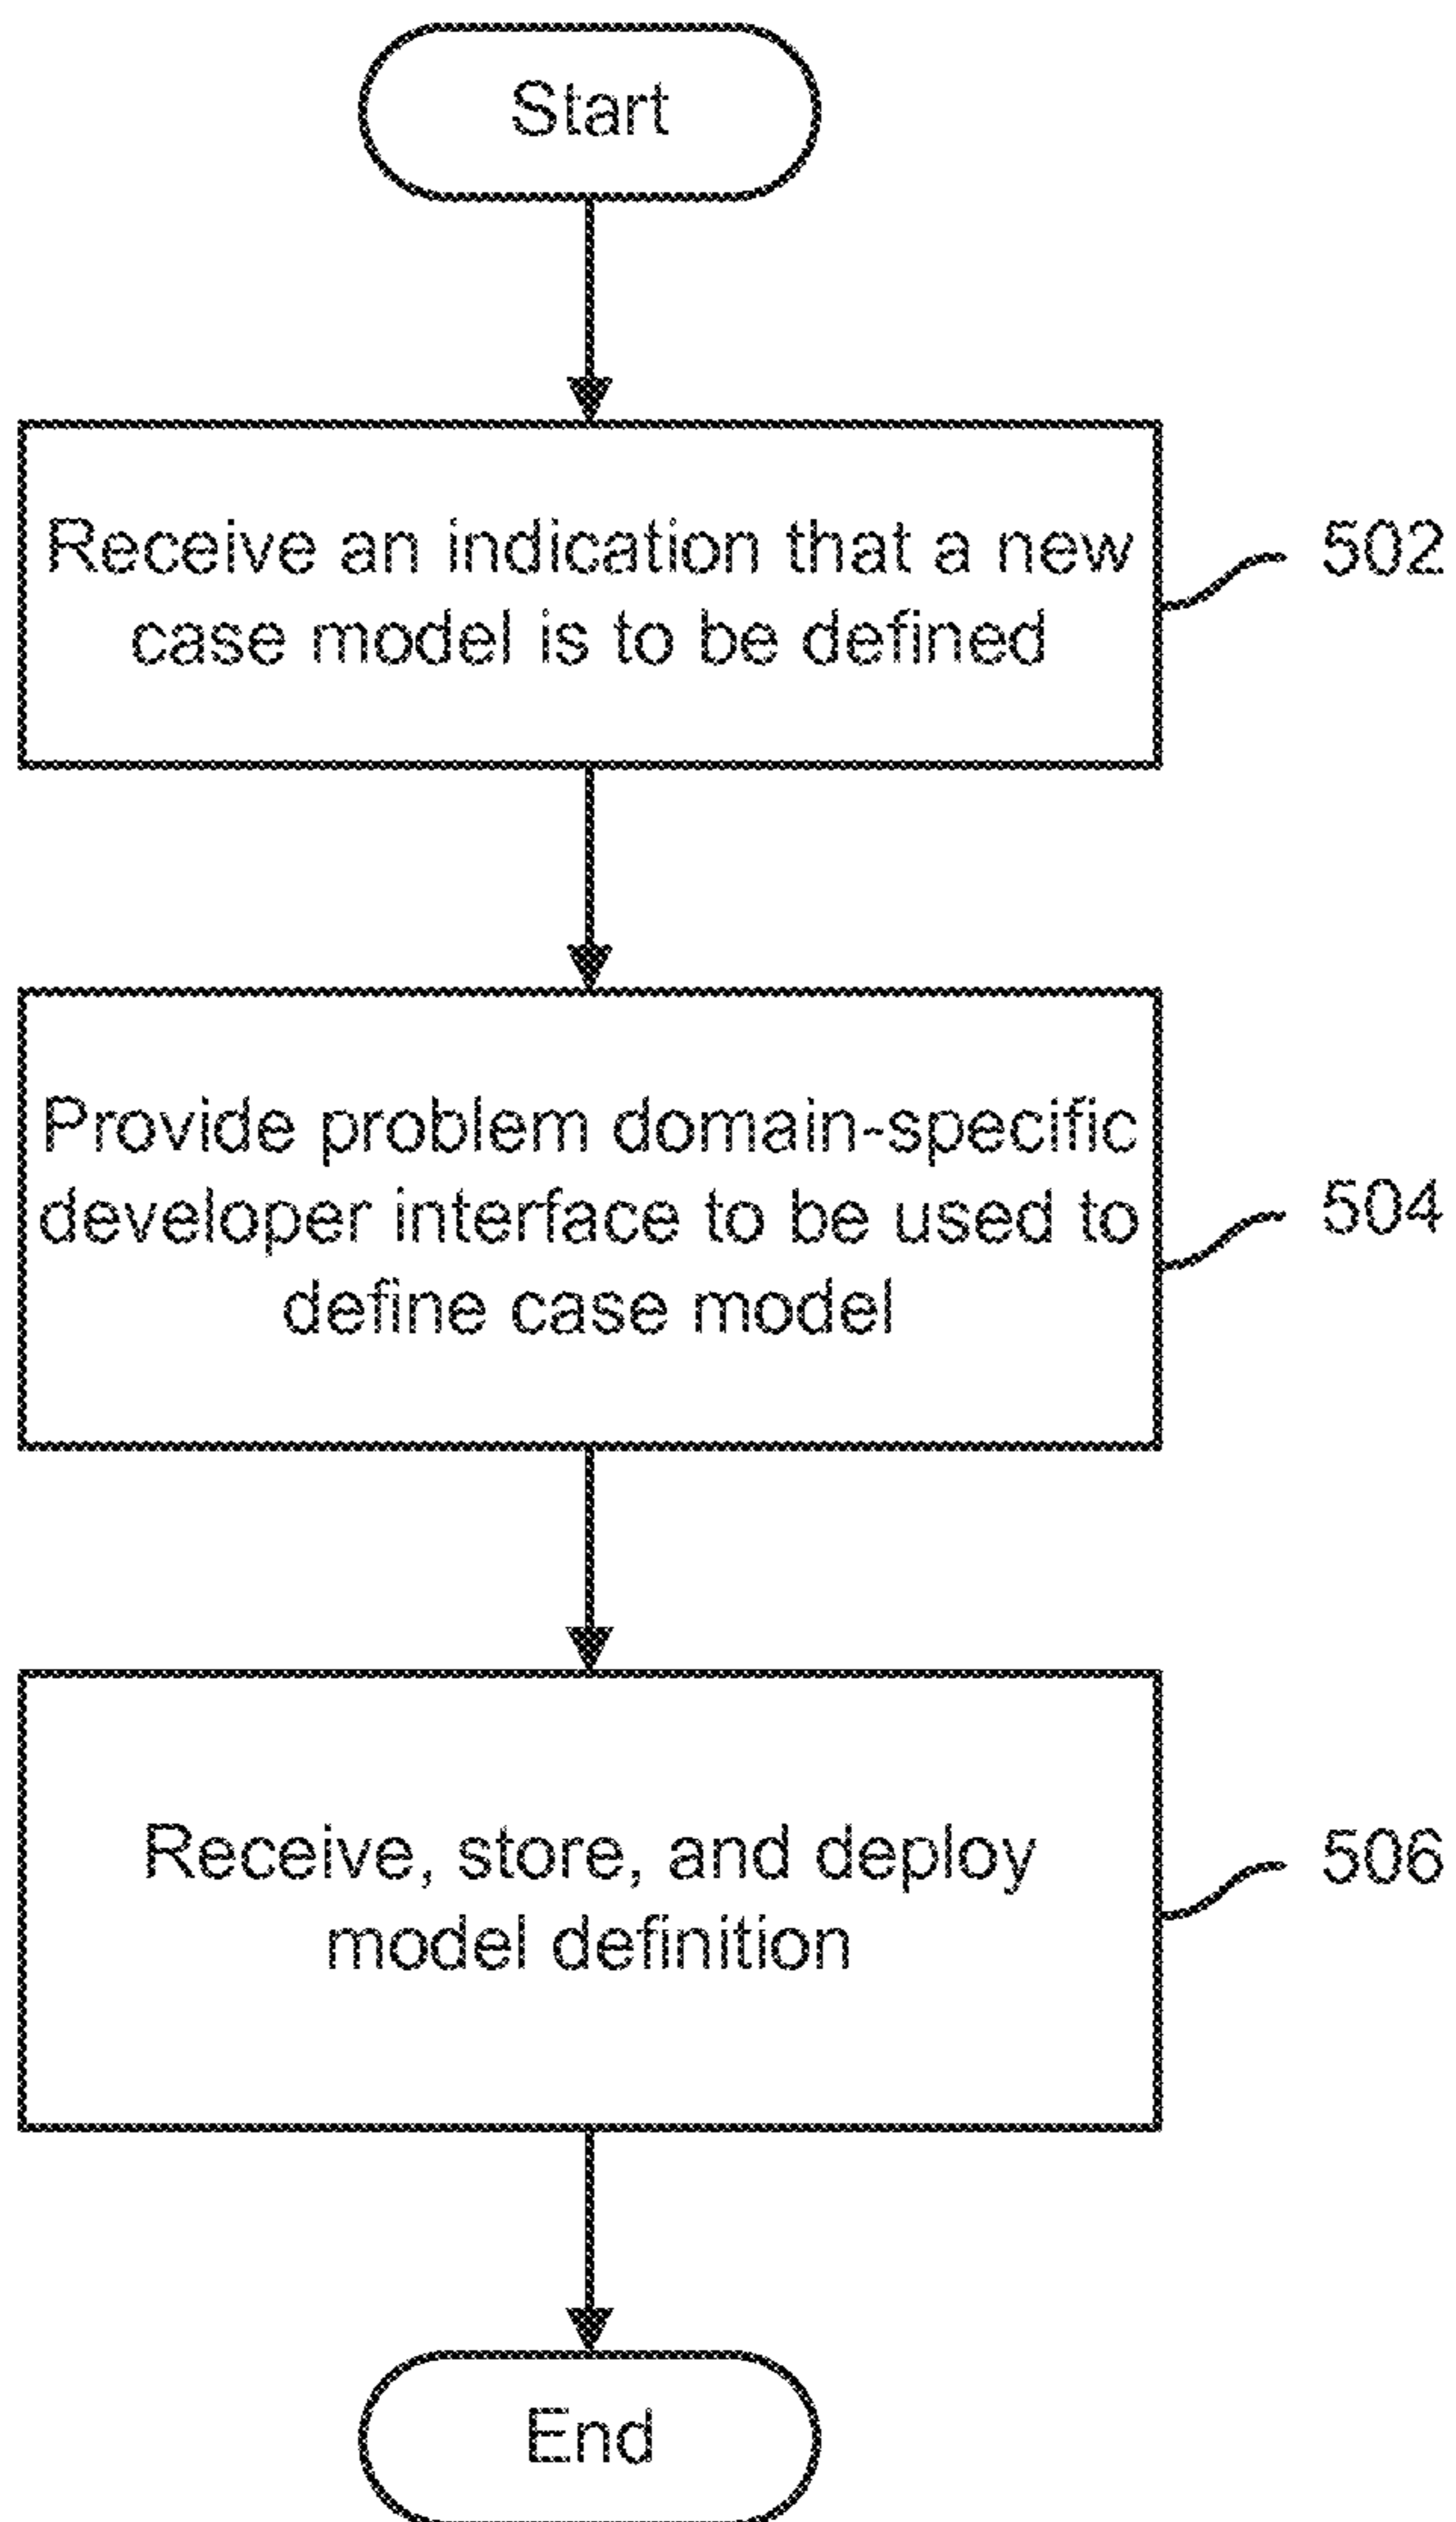 Start
Receive an indication that a new
case model is to be defined
502
Provide problem domain-specific
developer interface to be used to
define case model
504
Receive, store, and deploy
model definition
506
End